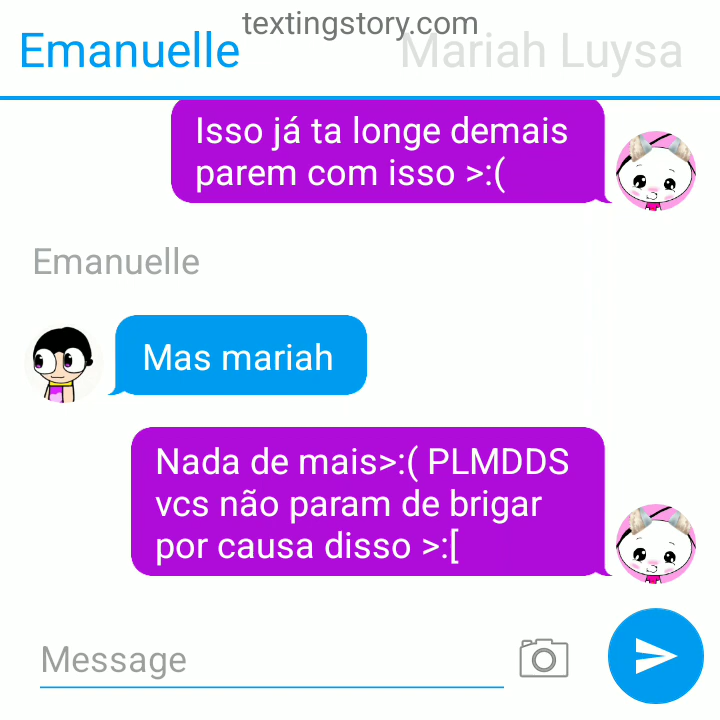 textingstory.com
Emanuelle
Mariah Luysa
Isso já ta longe demais
parem com isso >:(
Emanuelle
Mas mariah
Nada de mais>:( PLMDDS
vcs não param de brigar
por causa disso >:[
Message